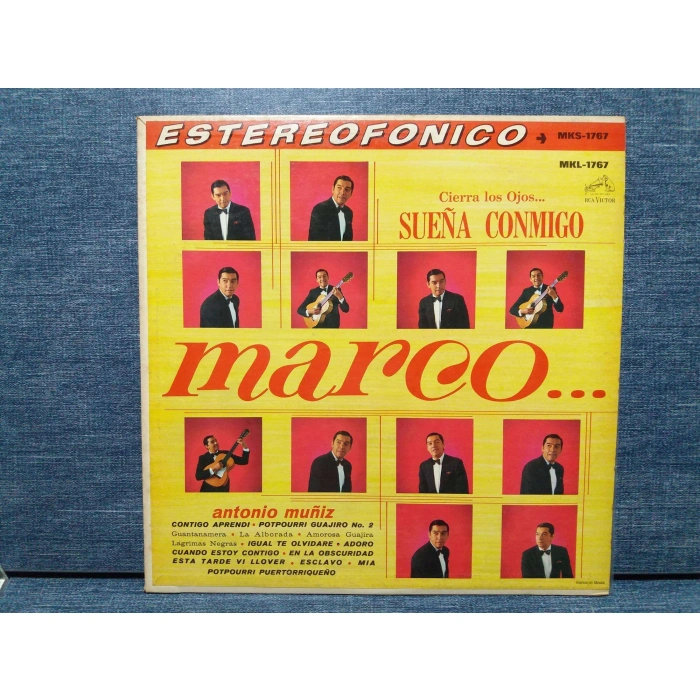 ESTEREOFONICO → MKS-1767
MKL-1767
RCA VICTOR
Cierra los Ojos...
SUEÑA CONMIGO
marco...
antonio muñiz
CONTIGO APRENDI • POTPOURRI GUAJIRO No. 2
Guantanamera • La Alborada • Amorosa Guajira
Lágrimas Negras • IGUAL TE OLVIDARE • ADORO
CUANDO ESTOY CONTIGO • EN LA OBSCURIDAD
ESTA TARDE VI LLOVER • ESCLAVO • MIA
POTPOURRI PUERTORRIQUEÑO